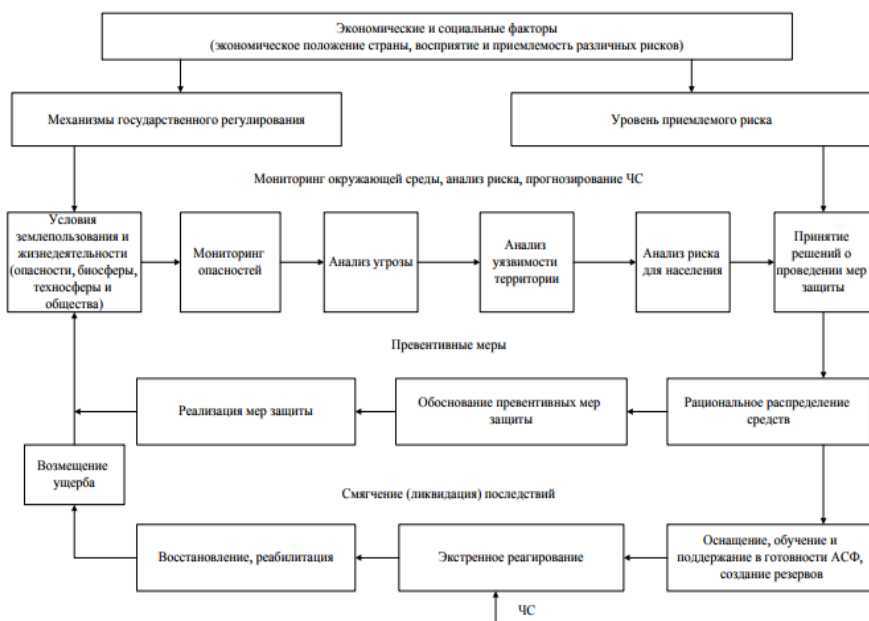 Экономические и социальные факторы
(экономическое положение страны, восприятие и приемлемость различных рисков)
Механизмы государственного регулирования
Уровень приемлемого риска
Мониторинг окружающей среды, анализ риска, прогнозирование ЧС
Условия
землепользования и
жизнедеятельности
(опасности, биосферы,
техносферы и
общества)
Мониторинг
опасностей
Анализ угрозы
Анализ
уязвимости
территории
Анализ риска
для населения
Принятие
решений о
проведении мер
защиты
Превентивные меры
Реализация мер защиты
Обоснование превентивных мер
защиты
Рациональное распределение
средств
Возмещение
ущерба
Смягчение (ликвидация) последствий
Восстановление, реабилитация
Экстренное реагирование
Оснащение, обучение и
поддержание в готовности АСФ,
создание резервов
ЧС